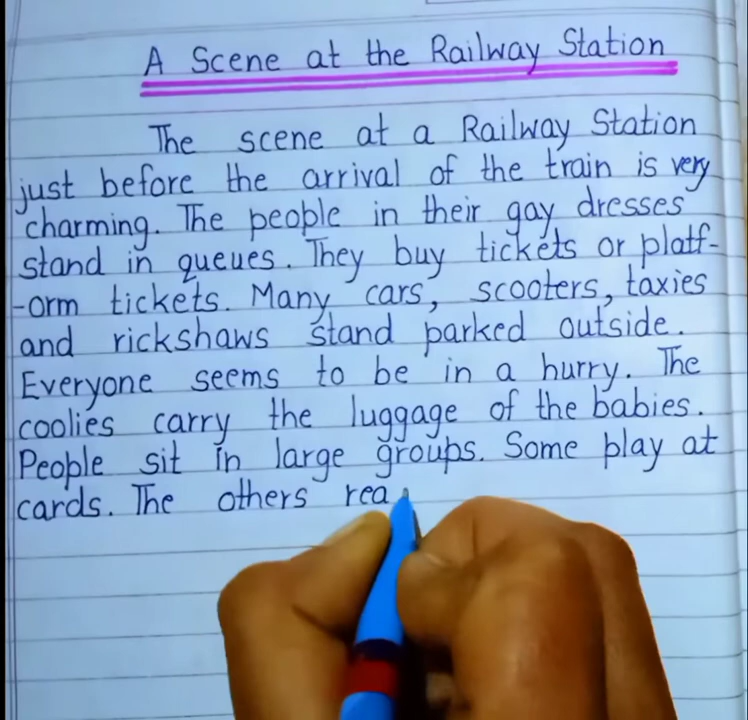 A Scene at the Railway Station
The scene at a Railway Station
just before the arrival of the train is very
charming. The people in their gay dresses
stand in queues. They buy tickets or platf-
-orm tickets. Many cars, scooters, taxies
and rickshaws stand parked outside.
Everyone seems to be in a hurry. The
coolies carry the luggage of the babies.
People sit in large groups. Some play at
cards. The others rea